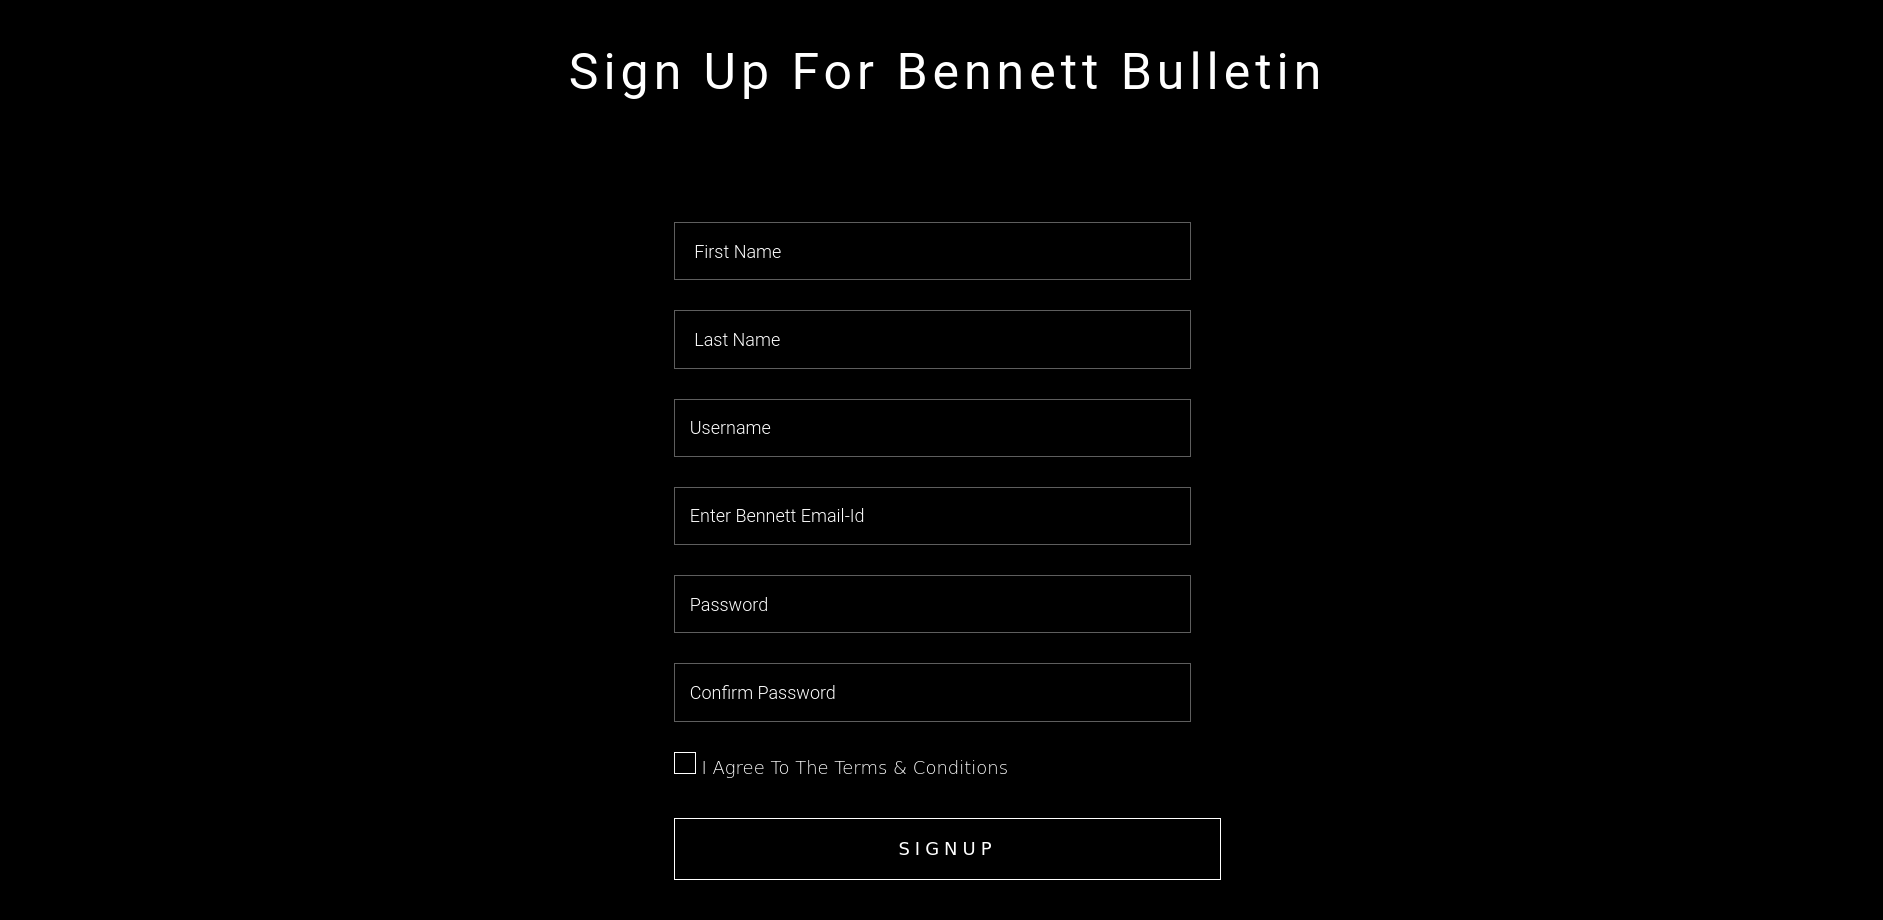 Sign Up For Bennett Bulletin
First Name
Last Name
Username
Enter Bennett Email-Id
Password
Confirm Password
I Agree To The Terms & Conditions
SIGNUP